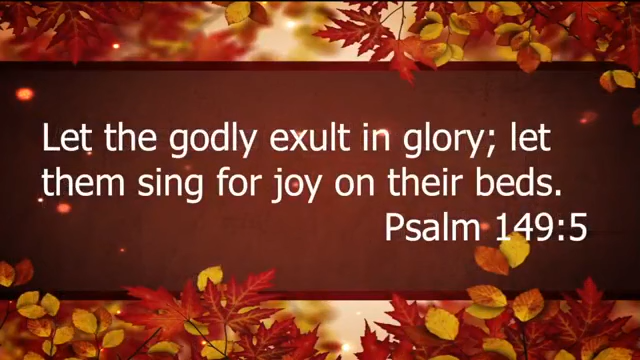 Let the godly exult in glory; let
them sing for joy on their beds.
Psalm 149:5